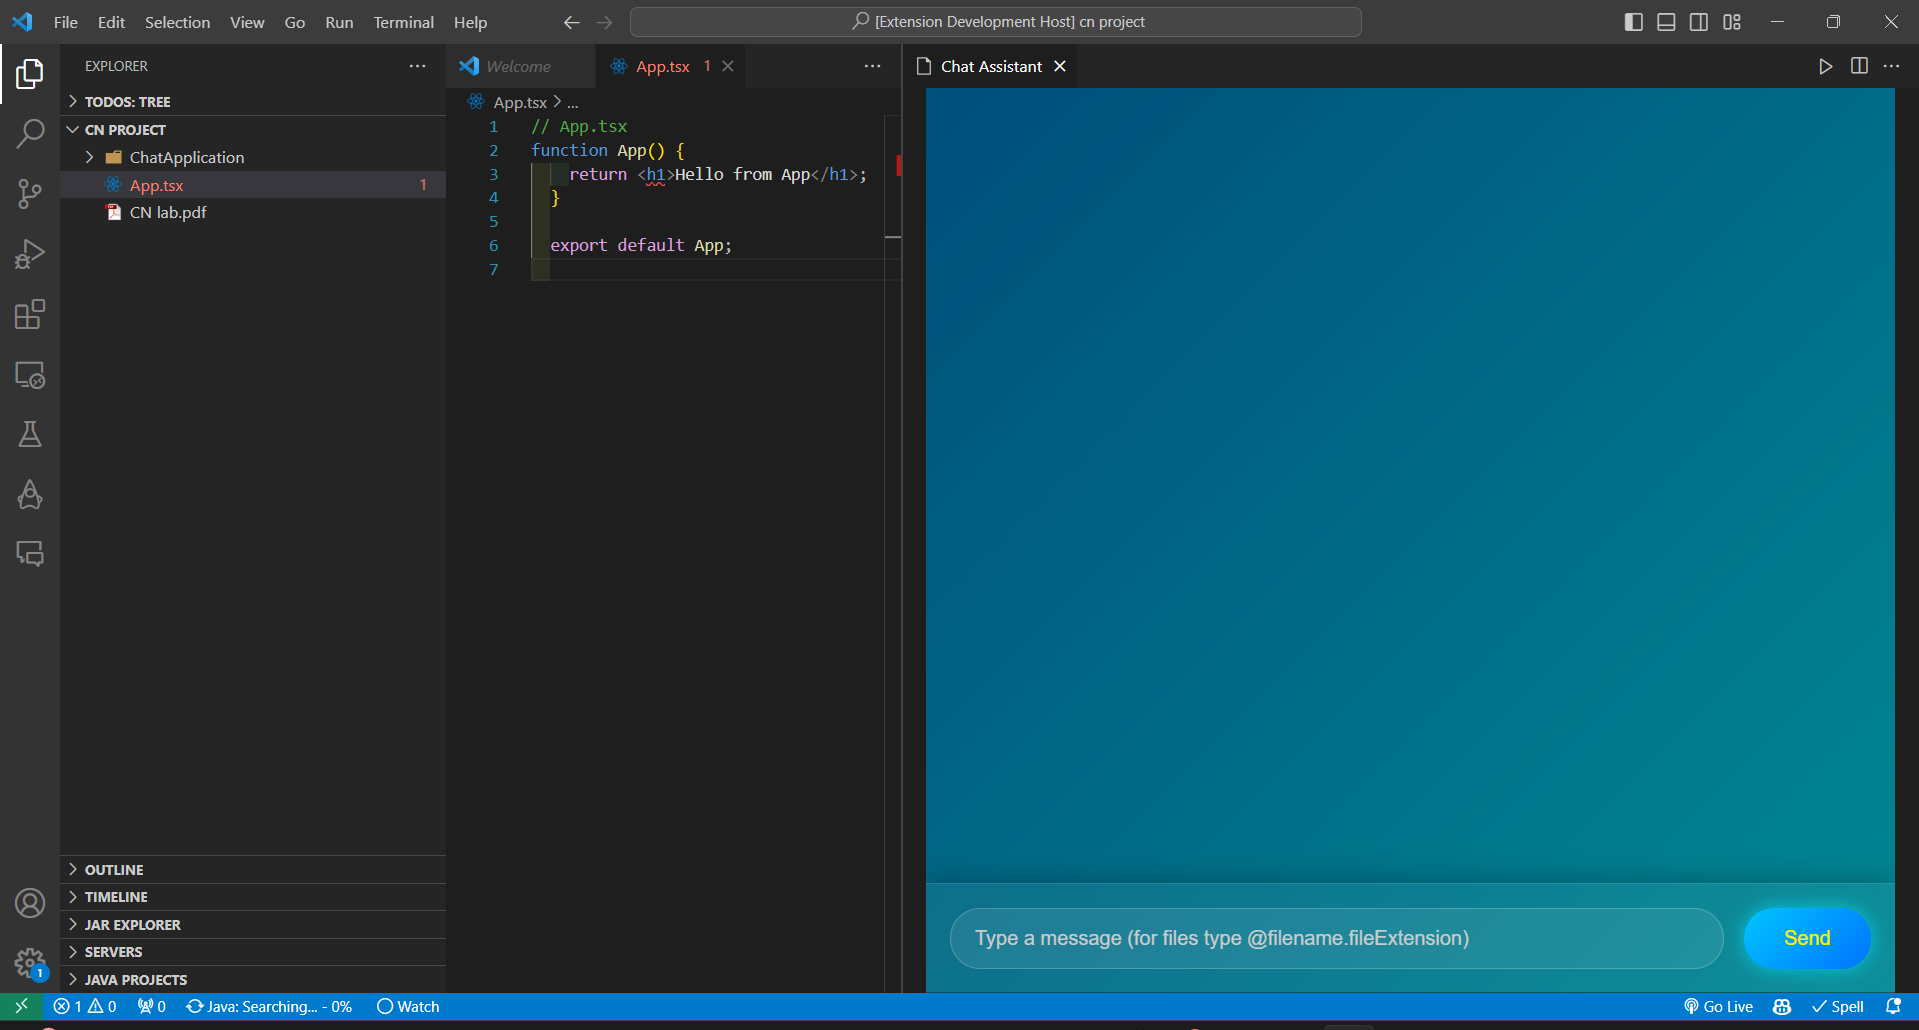 File Edit Selection View Go Run Terminal Help
[Extension Development Host] cn project
EXPLORER
TODOS: TREE
CN PROJECT
ChatApplication
App.tsx 1
CN lab.pdf
OUTLINE
TIMELINE
JAR EXPLORER
SERVERS
JAVA PROJECTS
Welcome
App.tsx 1
App.tsx > ...
1 // App.tsx
2 function App() {
3 return <h1>Hello from App</h1>;
4 }
5
6 export default App;
7
Chat Assistant
Type a message (for files type @filename.fileExtension)
Send
1
1 0 0 Java: Searching... - 0% Watch
Go Live Spell